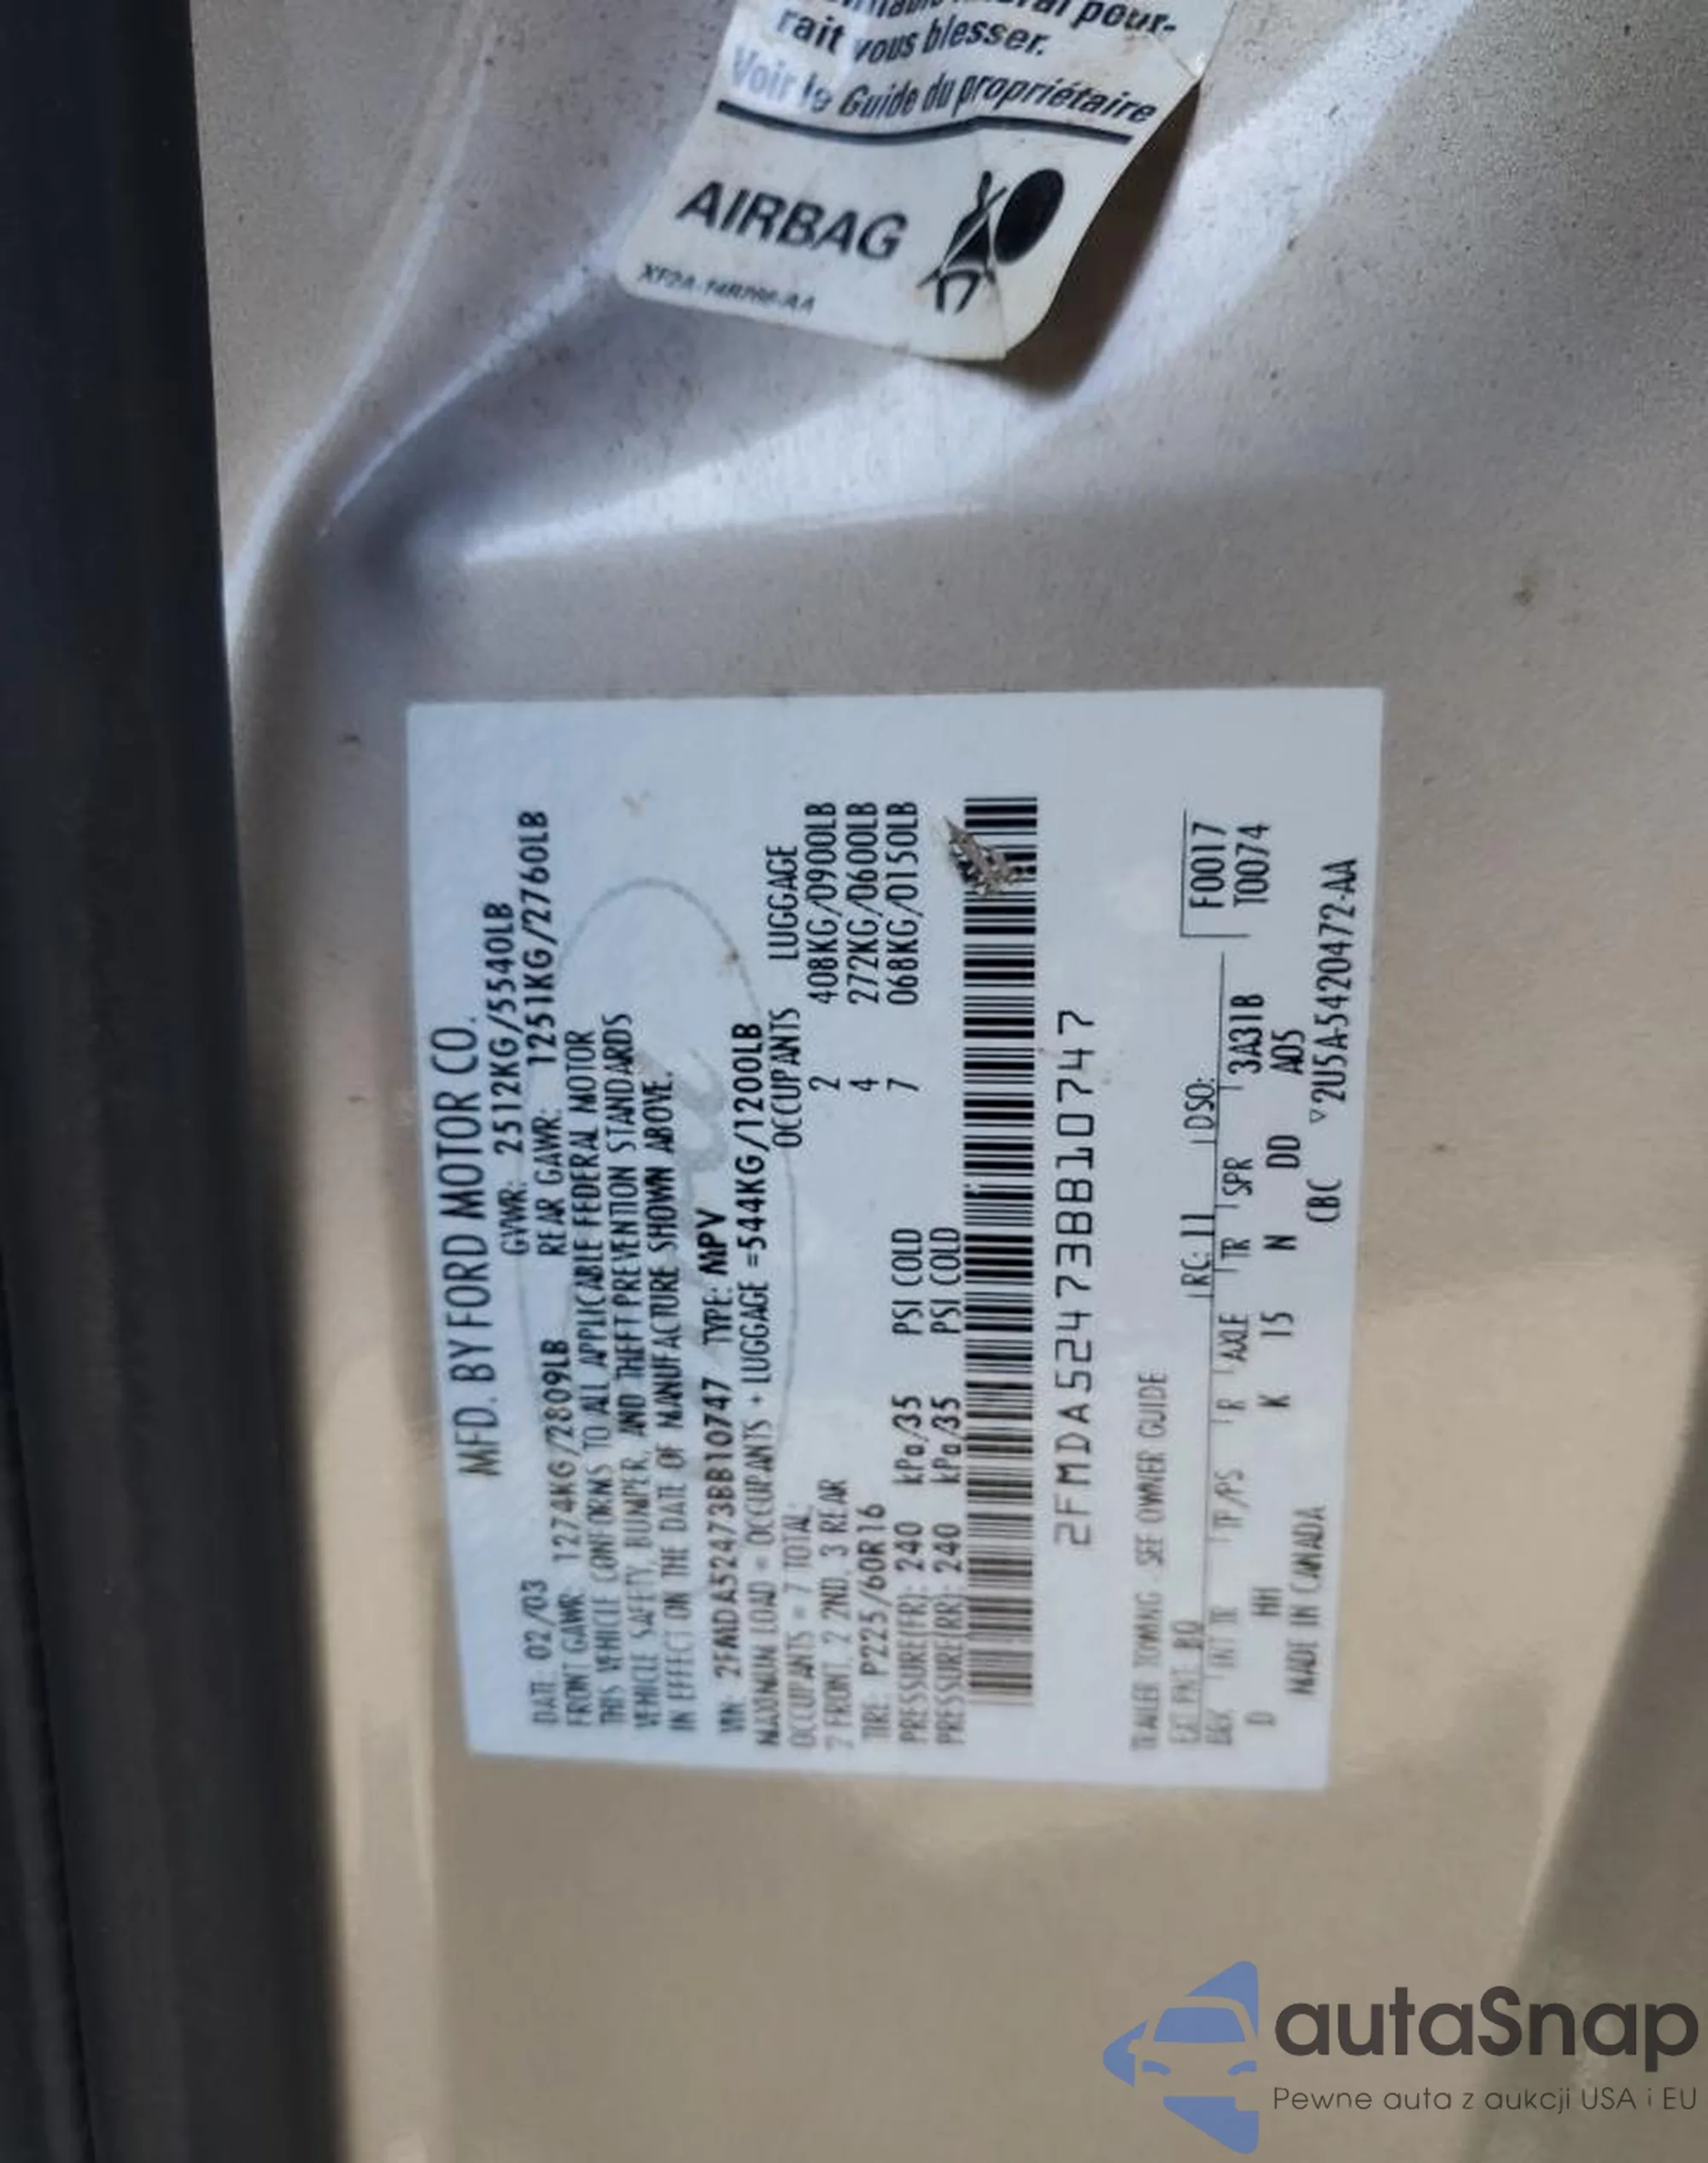 rait vous blesser.
Voir le Guide du propriétaire
AIRBAG
MFD. BY FORD MOTOR CO.
DATE: 02/03 GVWR: 2512KG/5540LB
FRONT GAWR: 1274KG/2809LB REAR GAWR: 1251KG/2760LB
THIS VEHICLE CONFORMS TO ALL APPLICABLE FEDERAL MOTOR
VEHICLE SAFETY, BUMPER, AND THEFT PREVENTION STANDARDS
IN EFFECT ON THE DATE OF MANUFACTURE SHOWN ABOVE.
VIN: 2FMDA52473BB10747 TYPE: MPV
MAXIMUM LOAD = OCCUPANTS + LUGGAGE =544KG/1200LB
OCCUPANTS = 7 TOTAL: OCCUPANTS LUGGAGE
2 FRONT, 2 2ND, 3 REAR 2 408KG/0900LB
TIRE: P225/60R16 4 272KG/0600LB
PRESSURE(FR): 240 kPa/35 PSI COLD 7 068KG/0150LB
PRESSURE(RR): 240 kPa/35 PSI COLD
2FMDA52473BB10747
TRAILER TOWING - SEE OWNER GUIDE
EXT PNT: RC: 11 DSO: F0017
BRK INT TR TP/PS R AXLE TR SPR 3A31B T0074
D HH K 15 N DD A05
MADE IN CANADA CBC ▽2U5A-5420472-AA
autaSnap
Pewne auta z aukcji USA i EU